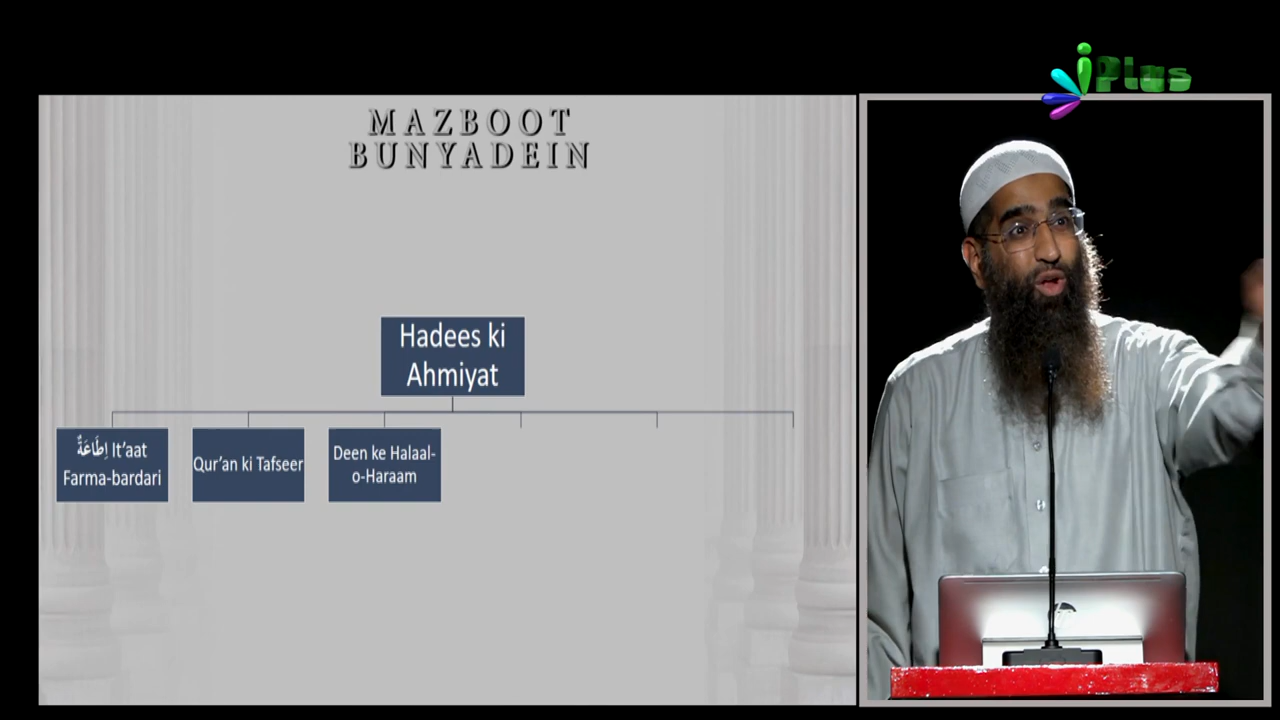 iPlus
MAZBOOT
BUNYADEIN
Hadees ki
Ahmiyat
إِطَاعَةٌ It’aat
Farma-bardari
Qur’an ki Tafseer
Deen ke Halaal-
o-Haraam
hp